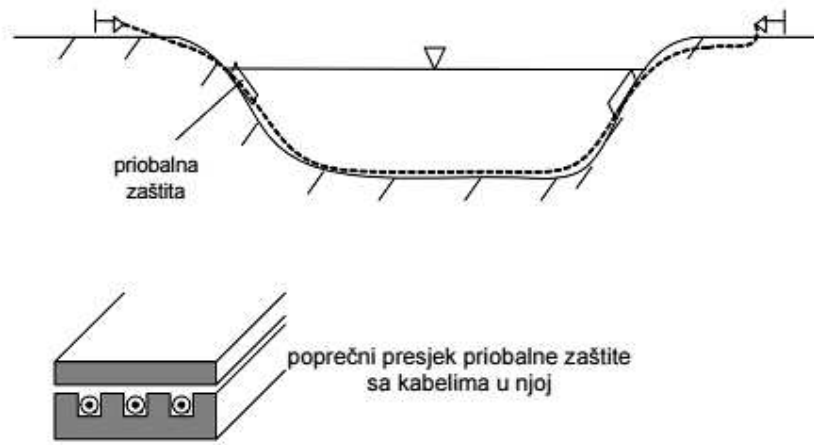 priobalna
zaštita
poprečni presjek priobalne zaštite
sa kabelima u njoj